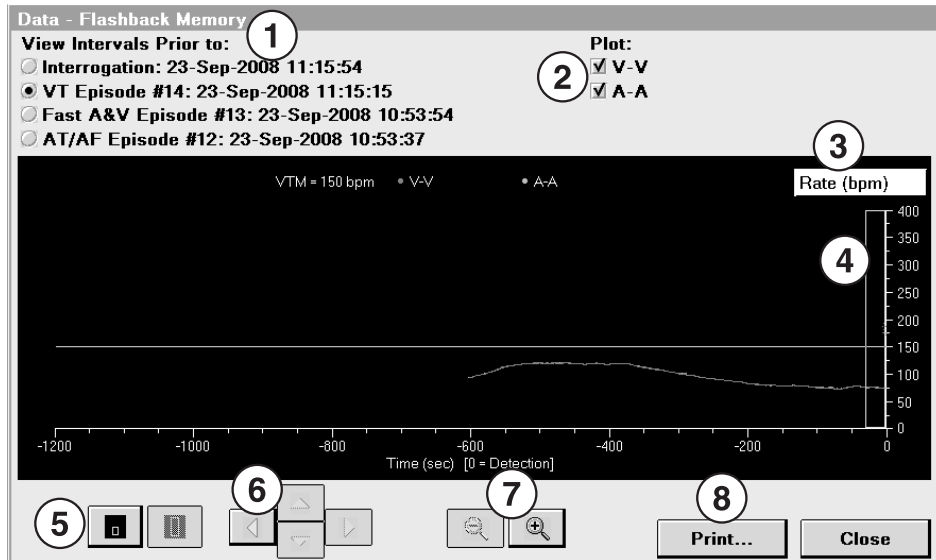 Data - Flashback Memory
View Intervals Prior to:
1
Plot:
Interrogation: 23-Sep-2008 11:15:54
2
V-V
VT Episode #14: 23-Sep-2008 11:15:15
A-A
Fast A&V Episode #13: 23-Sep-2008 10:53:54
AT/AF Episode #12: 23-Sep-2008 10:53:37
3
VTM = 150 bpm • V-V • A-A
Rate (bpm)
4
400
350
300
250
200
150
100
50
0
-1200 -1000 -800 -600 -400 -200 0
Time (sec) [0 = Detection]
5
6
7
8
Print...
Close